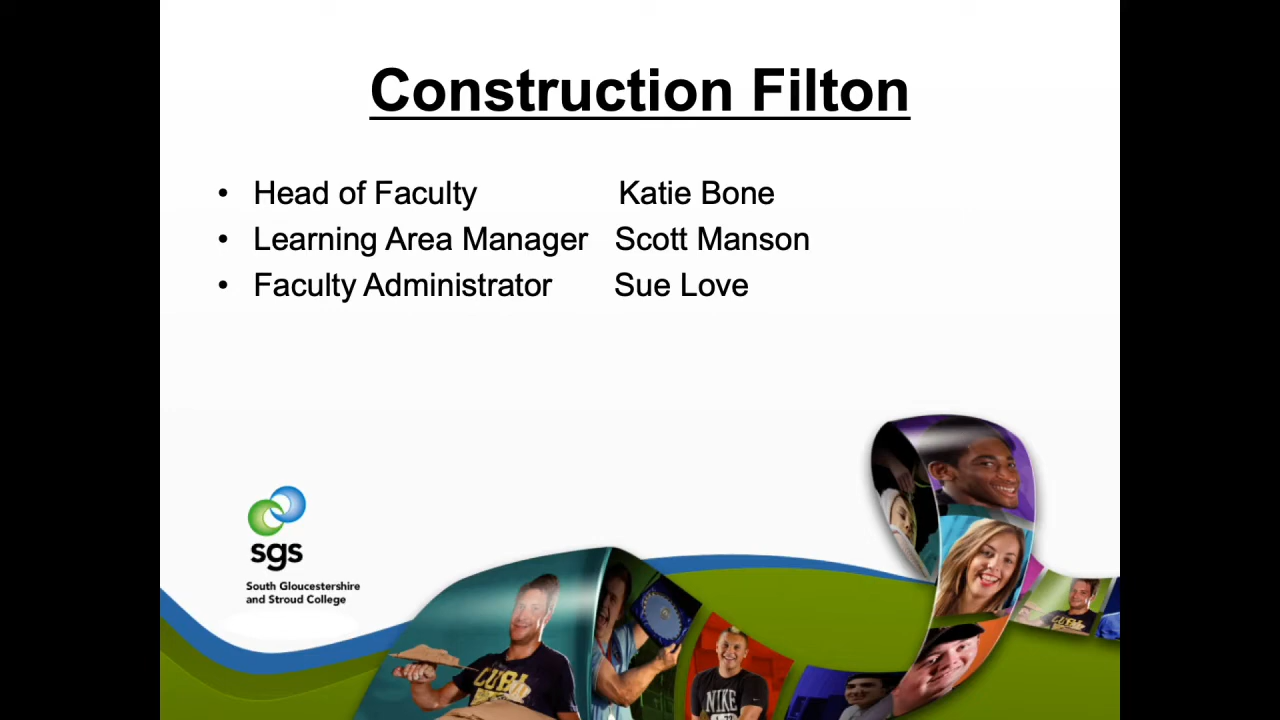 Construction Filton
• Head of Faculty Katie Bone
• Learning Area Manager Scott Manson
• Faculty Administrator Sue Love
sgs
South Gloucestershire
and Stroud College
NIKE